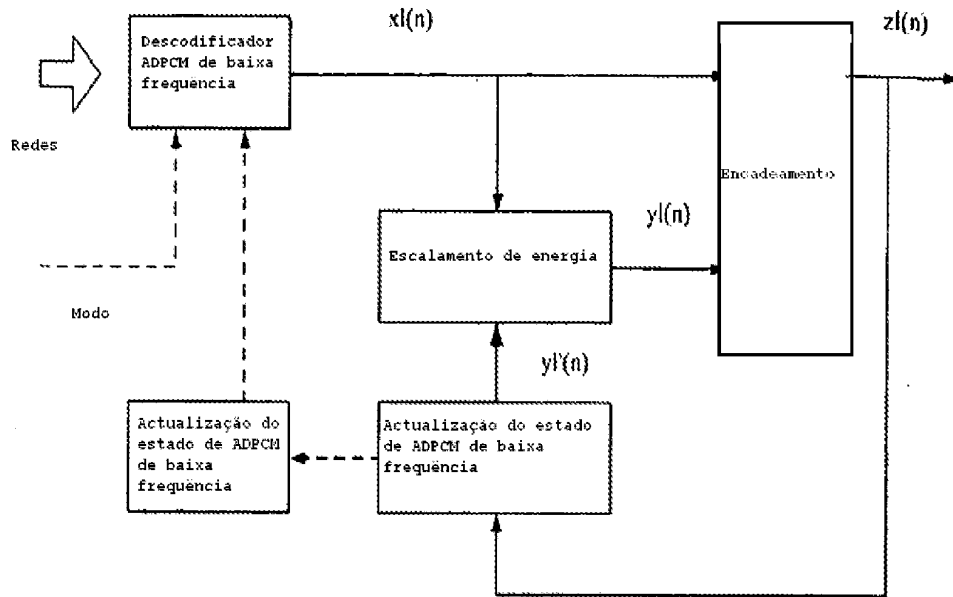 xl(n)
zl(n)
Descodificador
ADPCM de baixa
frequência
Redes
Encadeamento
yl(n)
Escalamento de energia
Modo
yl'(n)
Actualização do
estado de ADPCM
de baixa
frequência
Actualização do estado
de ADPCM de baixa
frequência